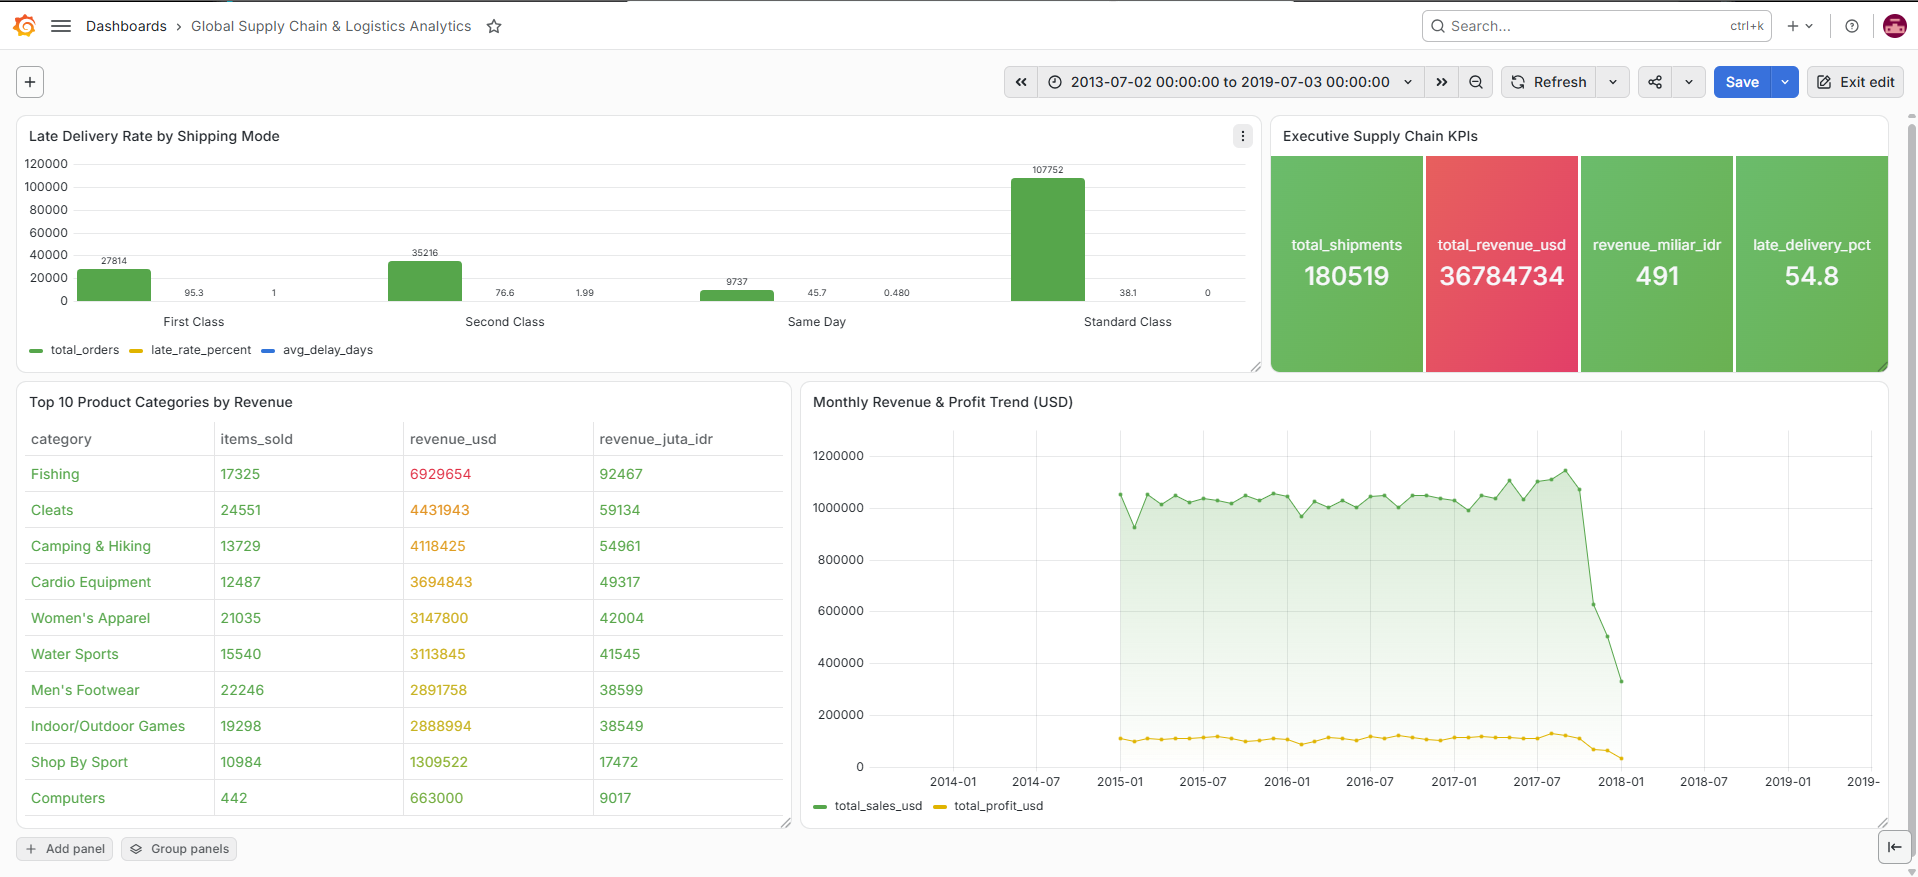 Dashboards › Global Supply Chain & Logistics Analytics
Search... ctrl+k
2013-07-02 00:00:00 to 2019-07-03 00:00:00 Refresh Save Exit edit
Late Delivery Rate by Shipping Mode
120000
100000
80000
60000
40000
20000
0
27814 95.3 1
35216 76.6 1.99
9737 45.7 0.480
107752 38.1 0
First Class Second Class Same Day Standard Class
total_orders late_rate_percent avg_delay_days
Executive Supply Chain KPIs
total_shipments
180519
total_revenue_usd
36784734
revenue_miliar_idr
491
late_delivery_pct
54.8
Top 10 Product Categories by Revenue
category items_sold revenue_usd revenue_juta_idr
Fishing 17325 6929654 92467
Cleats 24551 4431943 59134
Camping & Hiking 13729 4118425 54961
Cardio Equipment 12487 3694843 49317
Women's Apparel 21035 3147800 42004
Water Sports 15540 3113845 41545
Men's Footwear 22246 2891758 38599
Indoor/Outdoor Games 19298 2888994 38549
Shop By Sport 10984 1309522 17472
Computers 442 663000 9017
Monthly Revenue & Profit Trend (USD)
1200000
1000000
800000
600000
400000
200000
0
2014-01 2014-07 2015-01 2015-07 2016-01 2016-07 2017-01 2017-07 2018-01 2018-07 2019-01 2019-
total_sales_usd total_profit_usd
Add panel Group panels